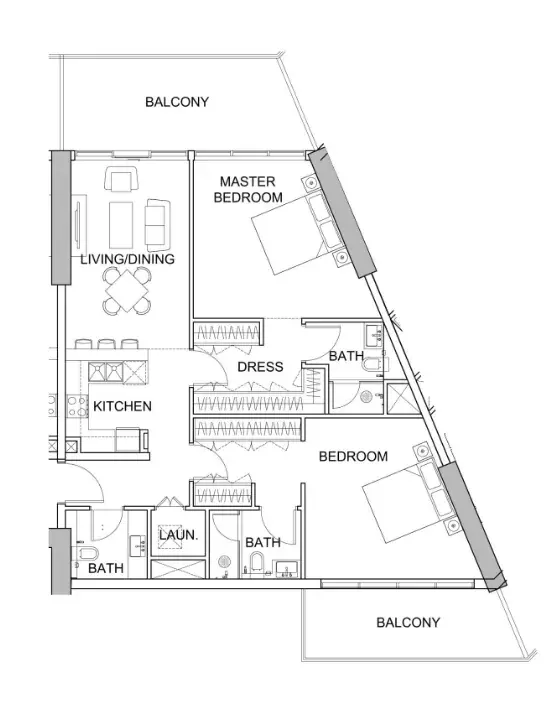 BALCONY
MASTER
BEDROOM
LIVING/DINING
BATH
DRESS
KITCHEN
BEDROOM
LAUN.
BATH
BATH
BALCONY